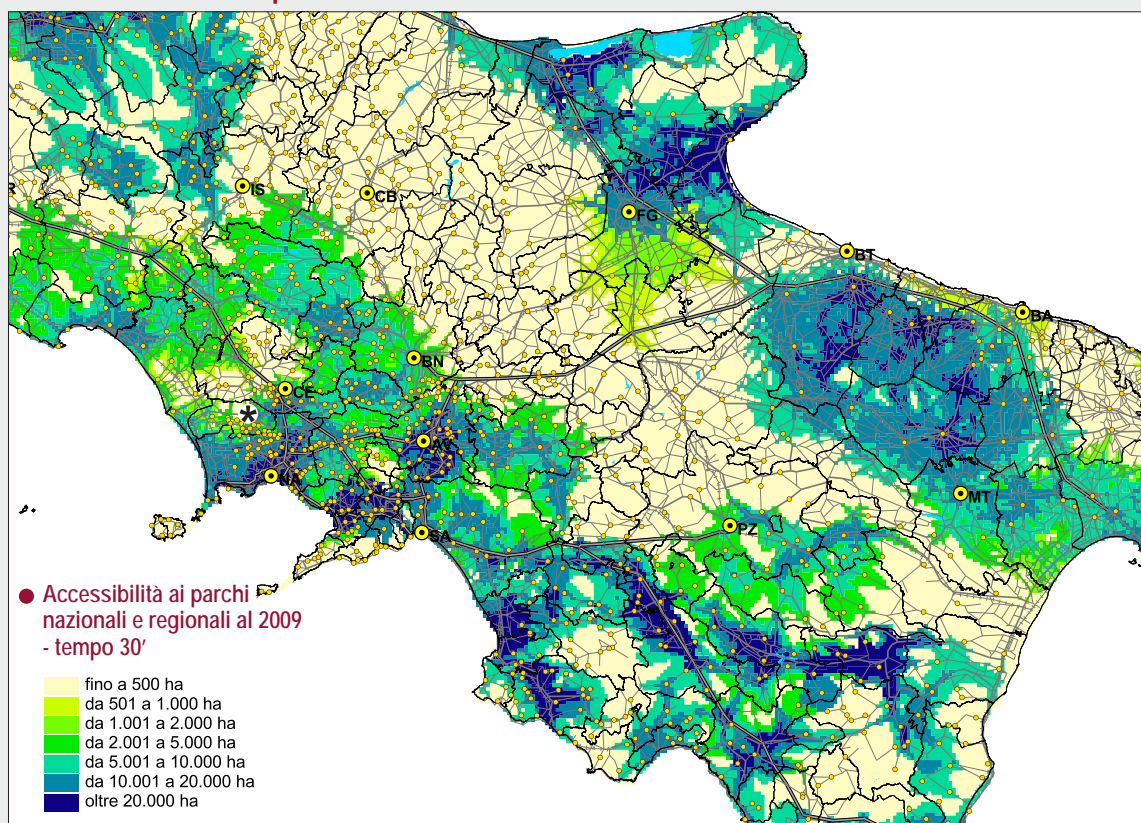 IS
CB
FG
BT
BA
BN
CE
*
AV
NA
MT
SA
PZ
Accessibilità ai parchi
nazionali e regionali al 2009
- tempo 30'
fino a 500 ha
da 501 a 1.000 ha
da 1.001 a 2.000 ha
da 2.001 a 5.000 ha
da 5.001 a 10.000 ha
da 10.001 a 20.000 ha
oltre 20.000 ha